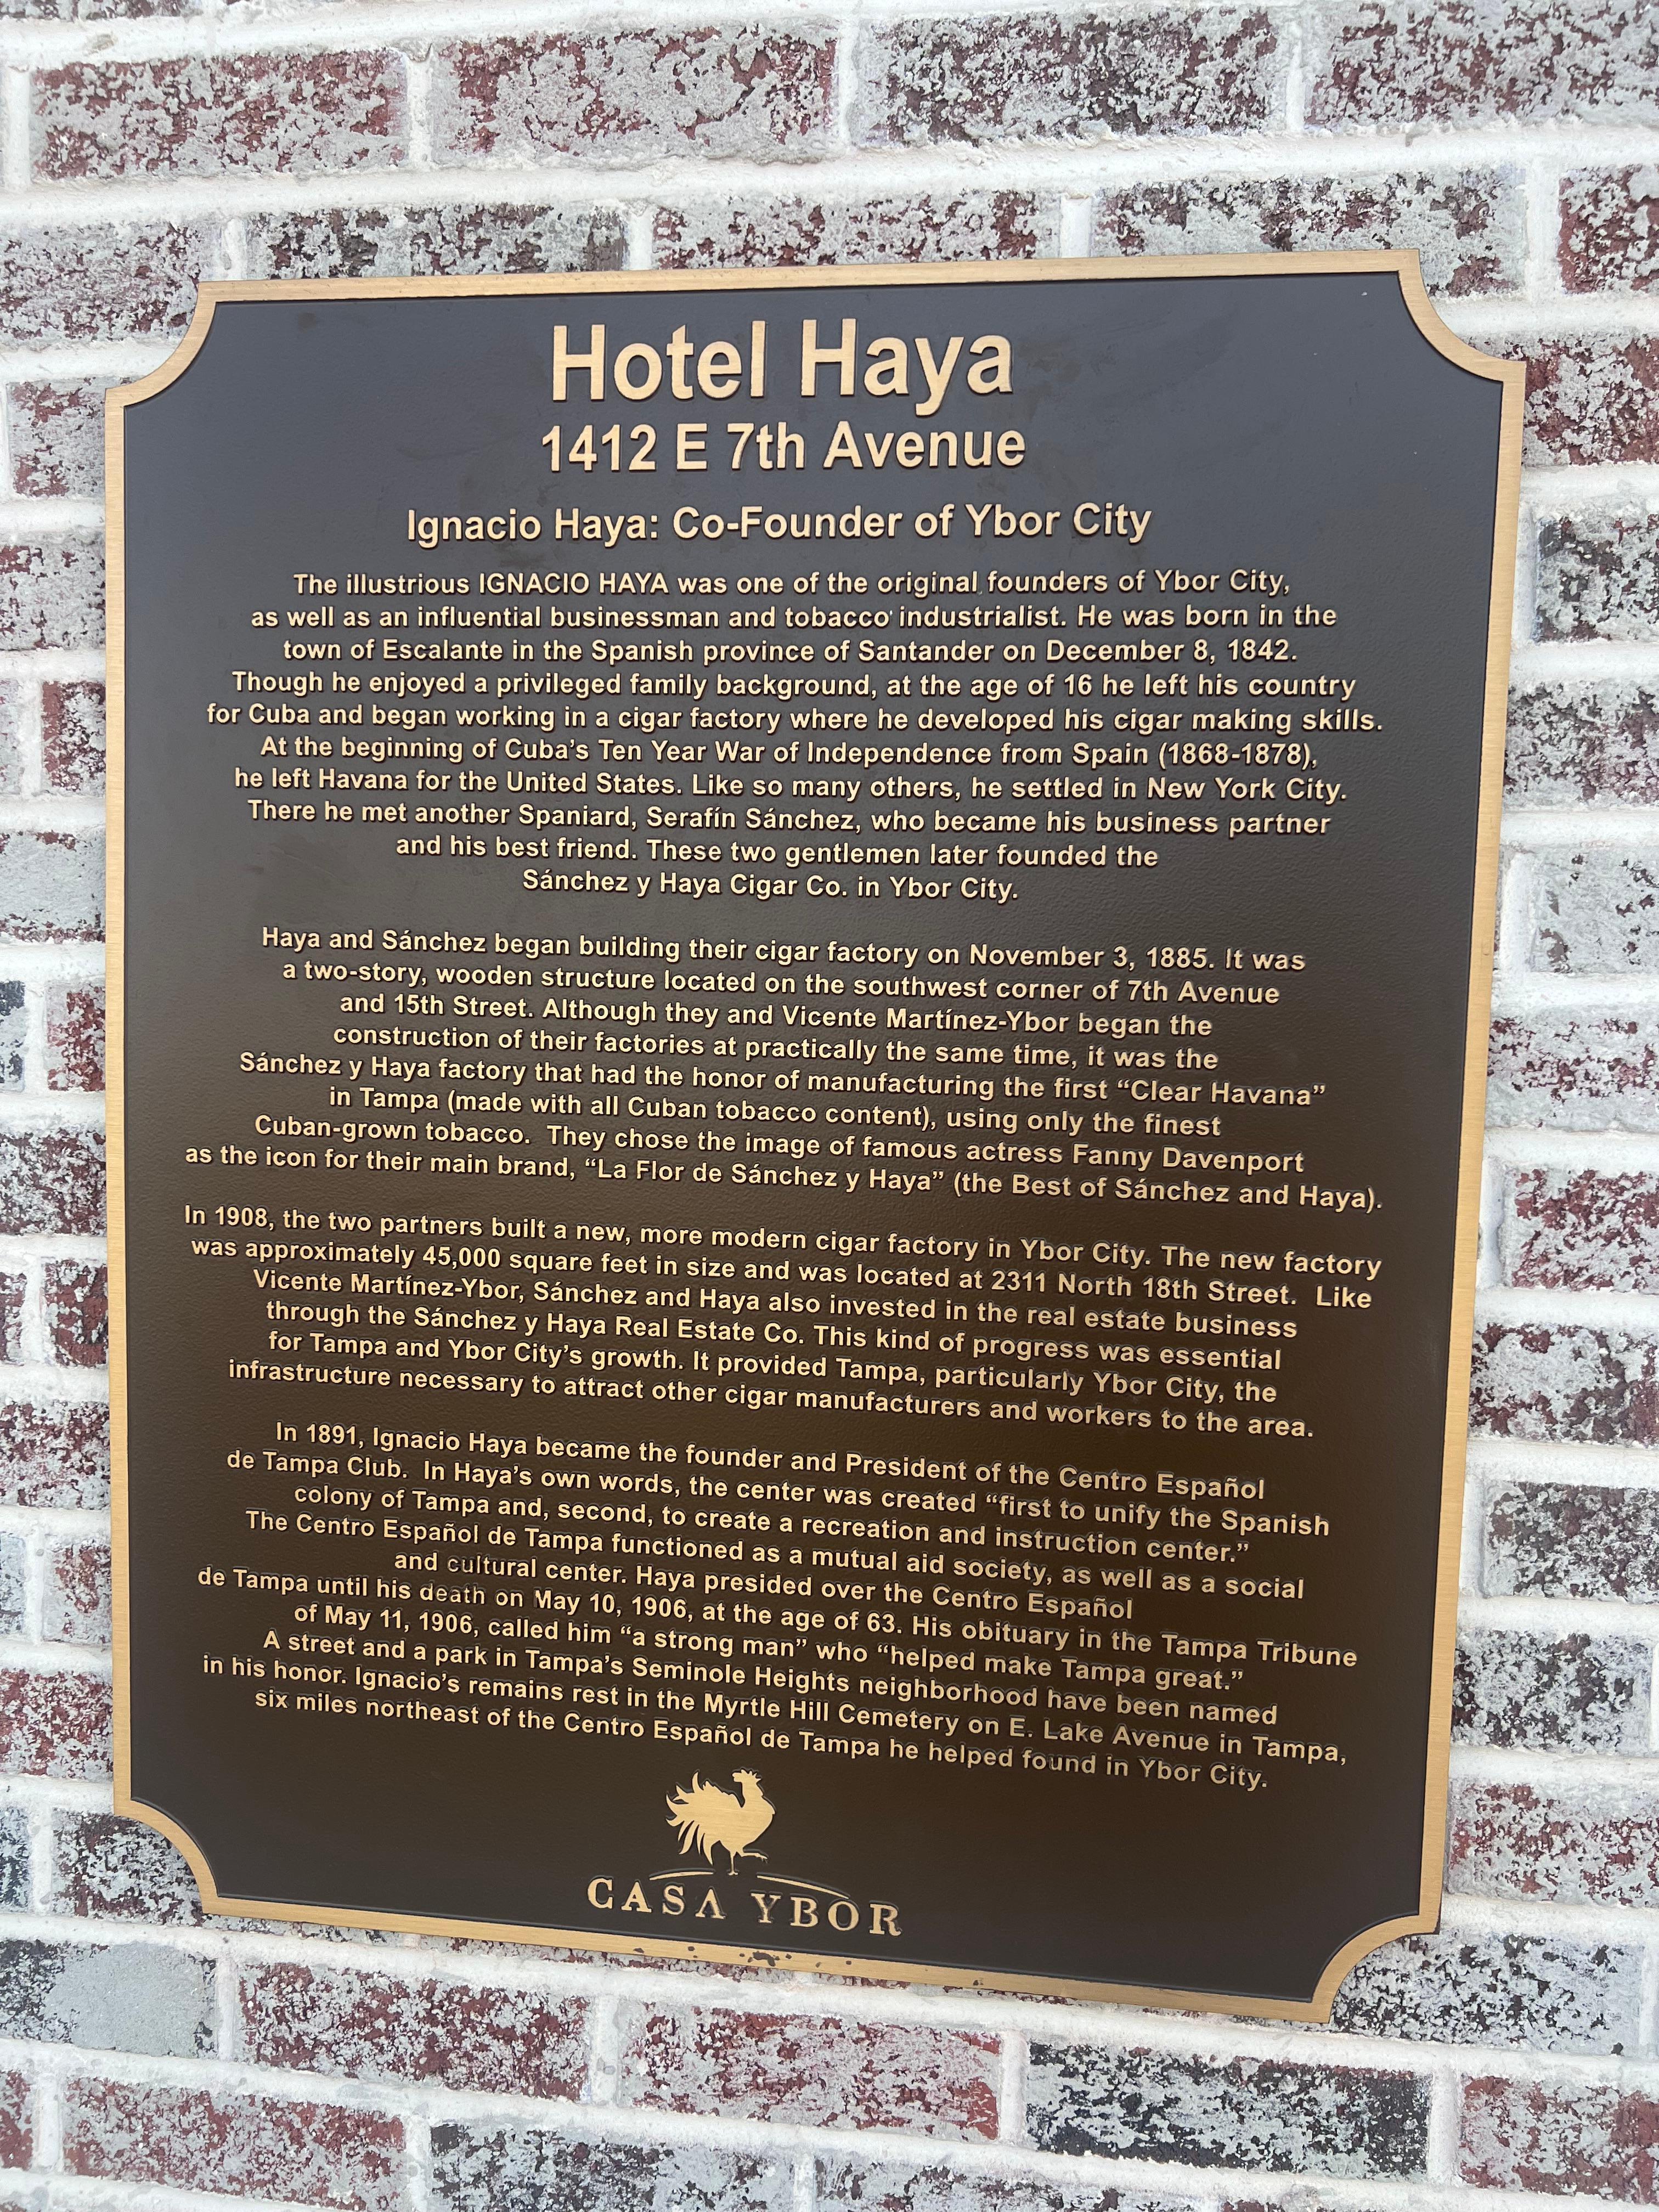 Hotel Haya
1412 E 7th Avenue
Ignacio Haya: Co-Founder of Ybor City
The illustrious IGNACIO HAYA was one of the original founders of Ybor City,
as well as an influential businessman and tobacco industrialist. He was born in the
town of Escalante in the Spanish province of Santander on December 8, 1842.
Though he enjoyed a privileged family background, at the age of 16 he left his country
for Cuba and began working in a cigar factory where he developed his cigar making skills.
At the beginning of Cuba's Ten Year War of Independence from Spain (1868-1878),
he left Havana for the United States. Like so many others, he settled in New York City.
There he met another Spaniard, Serafín Sánchez, who became his business partner
and his best friend. These two gentlemen later founded the
Sánchez y Haya Cigar Co. in Ybor City.
Haya and Sánchez began building their cigar factory on November 3, 1885. It was
a two-story, wooden structure located on the southwest corner of 7th Avenue
and 15th Street. Although they and Vicente Martínez-Ybor began the
construction of their factories at practically the same time, it was the
Sánchez y Haya factory that had the honor of manufacturing the first “Clear Havana”
in Tampa (made with all Cuban tobacco content), using only the finest
Cuban-grown tobacco. They chose the image of famous actress Fanny Davenport
as the icon for their main brand, “La Flor de Sánchez y Haya” (the Best of Sánchez and Haya).
In 1908, the two partners built a new, more modern cigar factory in Ybor City. The new factory
was approximately 45,000 square feet in size and was located at 2311 North 18th Street. Like
Vicente Martínez-Ybor, Sánchez and Haya also invested in the real estate business
through the Sánchez y Haya Real Estate Co. This kind of progress was essential
for Tampa and Ybor City's growth. It provided Tampa, particularly Ybor City, the
infrastructure necessary to attract other cigar manufacturers and workers to the area.
In 1891, Ignacio Haya became the founder and President of the Centro Español
de Tampa Club. In Haya's own words, the center was created “first to unify the Spanish
colony of Tampa and, second, to create a recreation and instruction center.”
The Centro Español de Tampa functioned as a mutual aid society, as well as a social
and cultural center. Haya presided over the Centro Español
de Tampa until his death on May 10, 1906, at the age of 63. His obituary in the Tampa Tribune
of May 11, 1906, called him “a strong man” who “helped make Tampa great.”
A street and a park in Tampa's Seminole Heights neighborhood have been named
in his honor. Ignacio's remains rest in the Myrtle Hill Cemetery on E. Lake Avenue in Tampa,
six miles northeast of the Centro Español de Tampa he helped found in Ybor City.
CASA YBOR